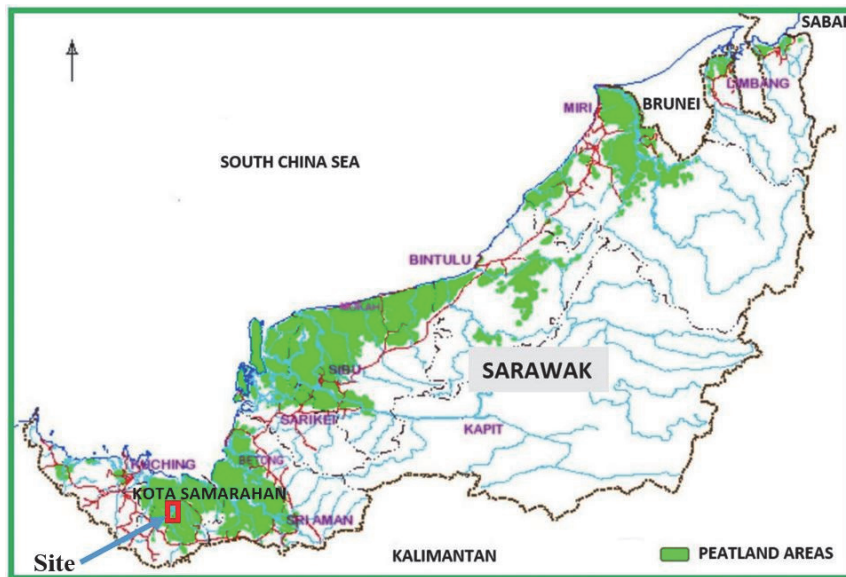 SABAH
LIMBANG
BRUNEI
MIRI
SOUTH CHINA SEA
BINTULU
MUKAH
SARAWAK
SIBU
SARIKEI
KAPIT
BETONG
KUCHING
KOTA SAMARAHAN
SRI AMAN
Site
KALIMANTAN
PEATLAND AREAS